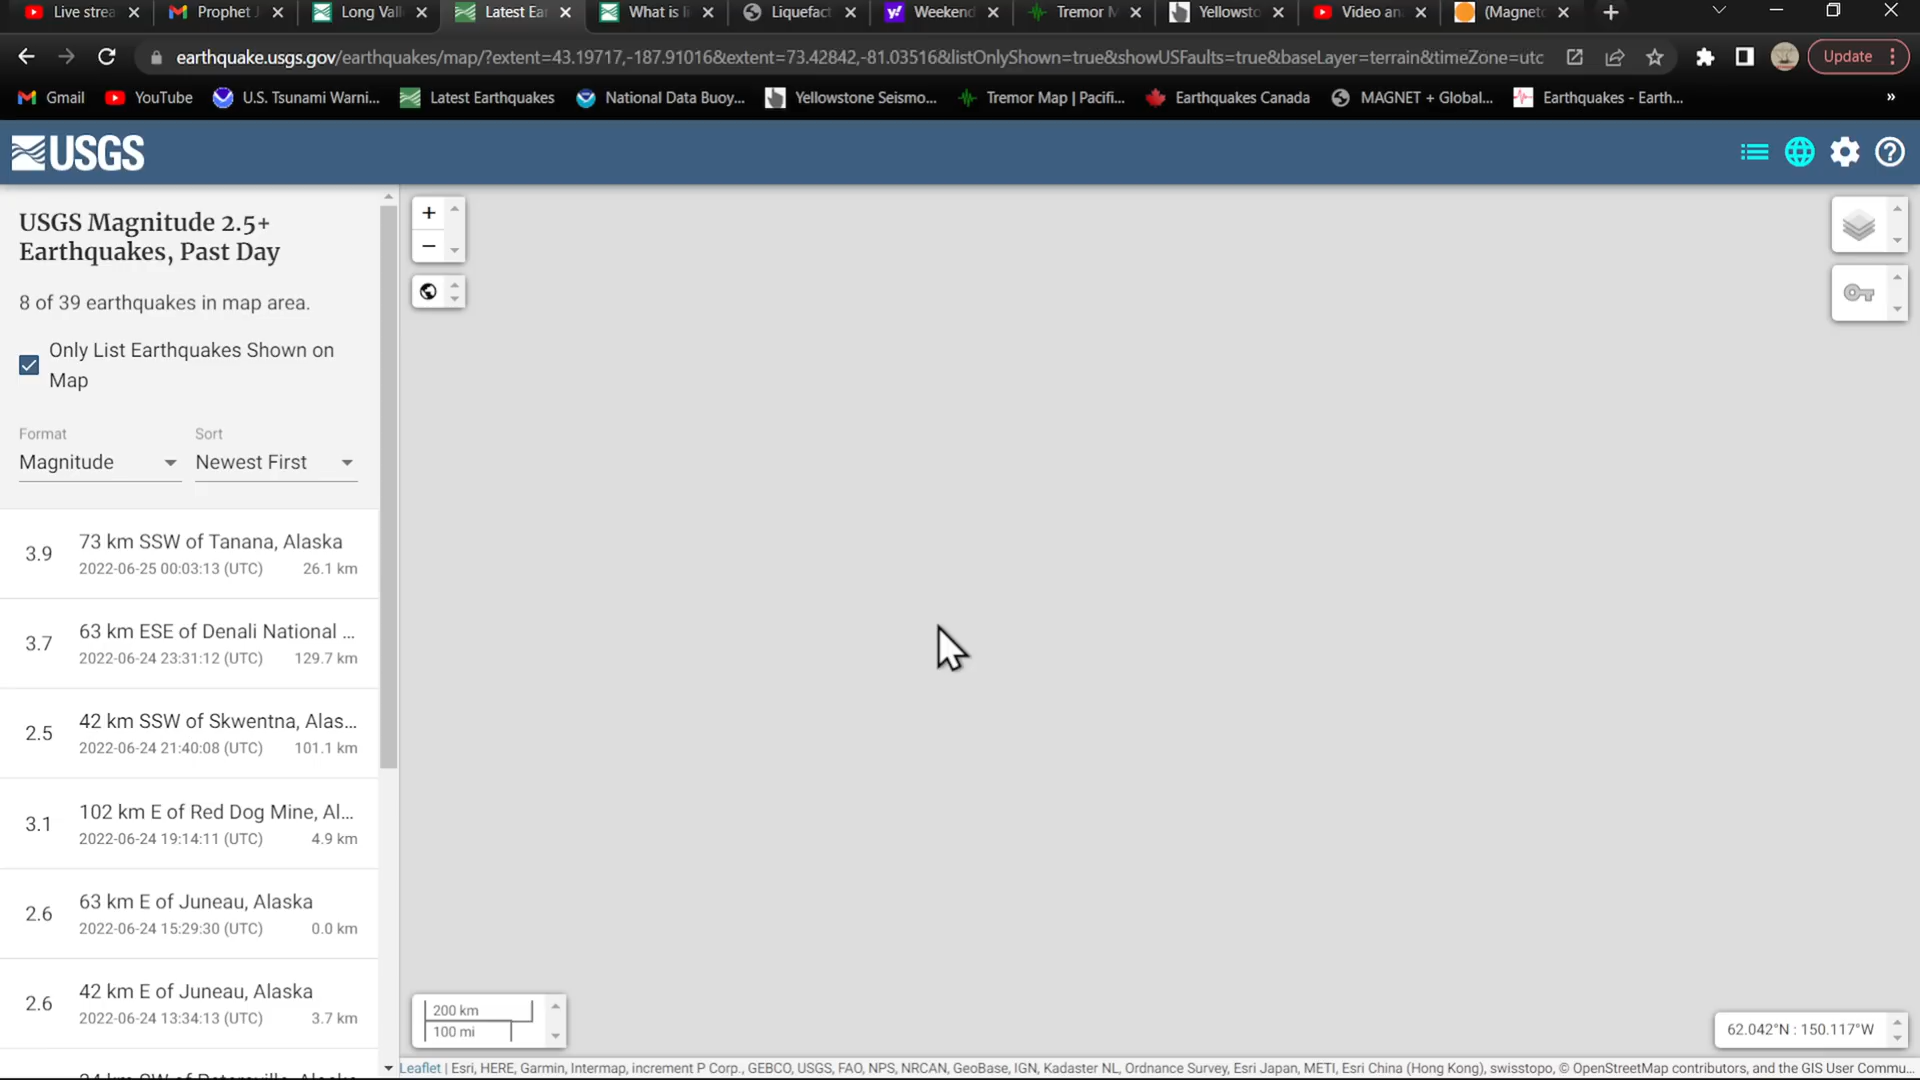 Live strea
Prophet J
Long Vall
Latest Ear
What is li
Liquefact
Weekend
Tremor M
Yellowsto
Video an
(Magneto
earthquake.usgs.gov/earthquakes/map/?extent=43.19717,-187.91016&extent=73.42842,-81.03516&listOnlyShown=true&showUSFaults=true&baseLayer=terrain&timeZone=utc
Update
Gmail
YouTube
U.S. Tsunami Warni...
Latest Earthquakes
National Data Buoy...
Yellowstone Seismo...
Tremor Map | Pacifi...
Earthquakes Canada
MAGNET + Global...
Earthquakes - Earth...
»
USGS
USGS Magnitude 2.5+
Earthquakes, Past Day
8 of 39 earthquakes in map area.
Only List Earthquakes Shown on
Map
Format
Sort
Magnitude
Newest First
3.9
73 km SSW of Tanana, Alaska
2022-06-25 00:03:13 (UTC) 26.1 km
3.7
63 km ESE of Denali National ...
2022-06-24 23:31:12 (UTC) 129.7 km
2.5
42 km SSW of Skwentna, Alas...
2022-06-24 21:40:08 (UTC) 101.1 km
3.1
102 km E of Red Dog Mine, Al...
2022-06-24 19:14:11 (UTC) 4.9 km
2.6
63 km E of Juneau, Alaska
2022-06-24 15:29:30 (UTC) 0.0 km
2.6
42 km E of Juneau, Alaska
2022-06-24 13:34:13 (UTC) 3.7 km
+
−
200 km
100 mi
62.042°N : 150.117°W
Leaflet | Esri, HERE, Garmin, Intermap, increment P Corp., GEBCO, USGS, FAO, NPS, NRCAN, GeoBase, IGN, Kadaster NL, Ordnance Survey, Esri Japan, METI, Esri China (Hong Kong), swisstopo, © OpenStreetMap contributors, and the GIS User Commu...